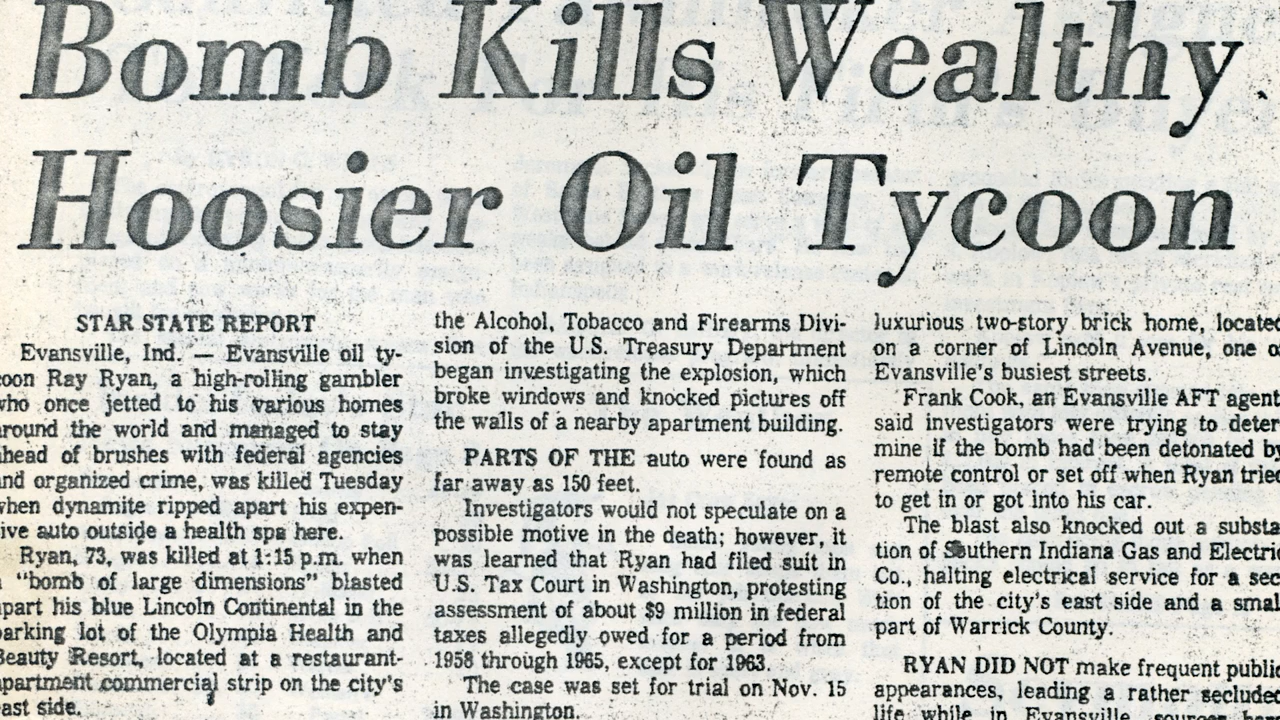 Bomb Kills Wealthy
Hoosier Oil Tycoon
STAR STATE REPORT
Evansville, Ind. — Evansville oil ty-
coon Ray Ryan, a high-rolling gambler
who once jetted to his various homes
around the world and managed to stay
ahead of brushes with federal agencies
and organized crime, was killed Tuesday
when dynamite ripped apart his expen-
sive auto outside a health spa here.
Ryan, 73, was killed at 1:15 p.m. when
a "bomb of large dimensions" blasted
apart his blue Lincoln Continental in the
parking lot of the Olympia Health and
Beauty Resort, located at a restaurant-
apartment commercial strip on the city's
east side.
the Alcohol, Tobacco and Firearms Divi-
sion of the U.S. Treasury Department
began investigating the explosion, which
broke windows and knocked pictures off
the walls of a nearby apartment building.
PARTS OF THE auto were found as
far away as 150 feet.
Investigators would not speculate on a
possible motive in the death; however, it
was learned that Ryan had filed suit in
U.S. Tax Court in Washington, protesting
assessment of about $9 million in federal
taxes allegedly owed for a period from
1958 through 1965, except for 1963.
The case was set for trial on Nov. 15
in Washington.
luxurious two-story brick home, located
on a corner of Lincoln Avenue, one of
Evansville's busiest streets.
Frank Cook, an Evansville AFT agent
said investigators were trying to deter
mine if the bomb had been detonated by
remote control or set off when Ryan tried
to get in or got into his car.
The blast also knocked out a substa
tion of Southern Indiana Gas and Electric
Co., halting electrical service for a sec
tion of the city's east side and a small
part of Warrick County.
RYAN DID NOT make frequent public
appearances, leading a rather secluded
life while in Evansville, sources